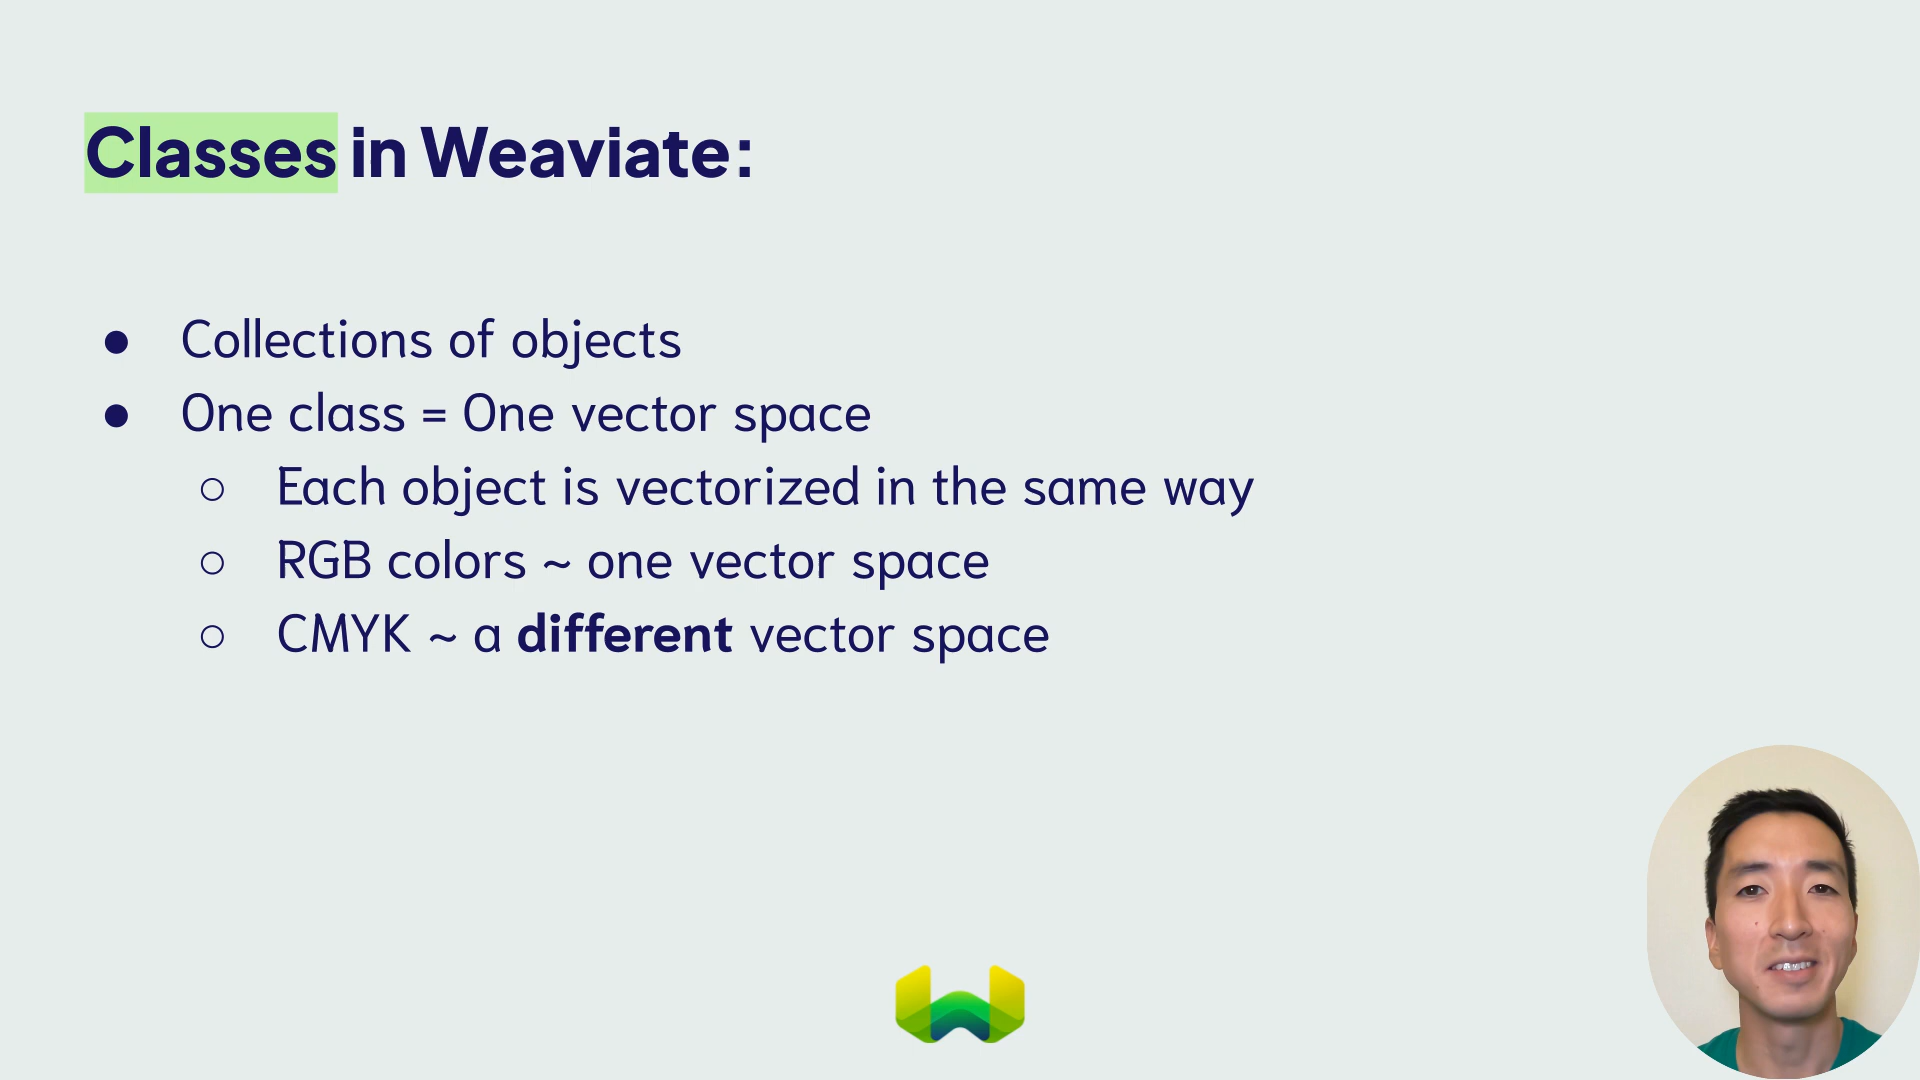 Classes in Weaviate:
● Collections of objects
● One class = One vector space
○ Each object is vectorized in the same way
○ RGB colors ~ one vector space
○ CMYK ~ a different vector space